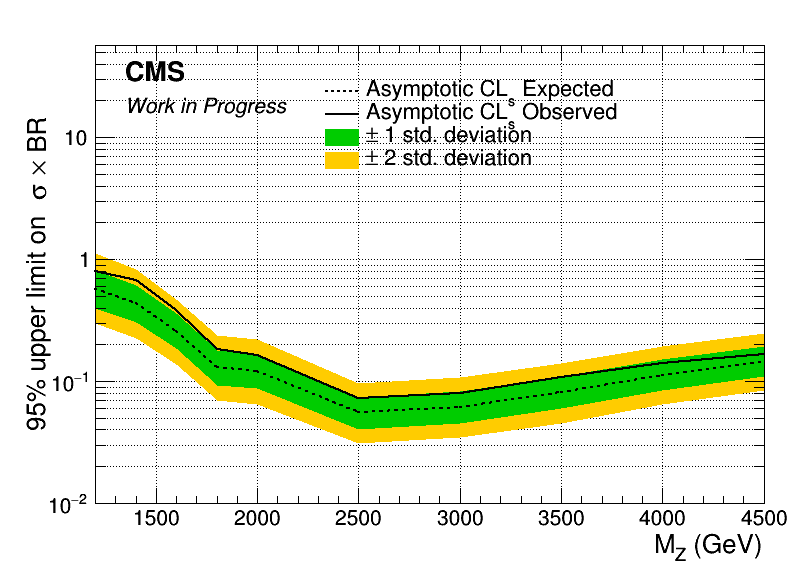 CMS
Work in Progress
Asymptotic CLs Expected
Asymptotic CLs Observed
± 1 std. deviation
± 2 std. deviation
95% upper limit on σ × BR
10
1
10⁻¹
10⁻²
1500 2000 2500 3000 3500 4000 4500
M_Z (GeV)